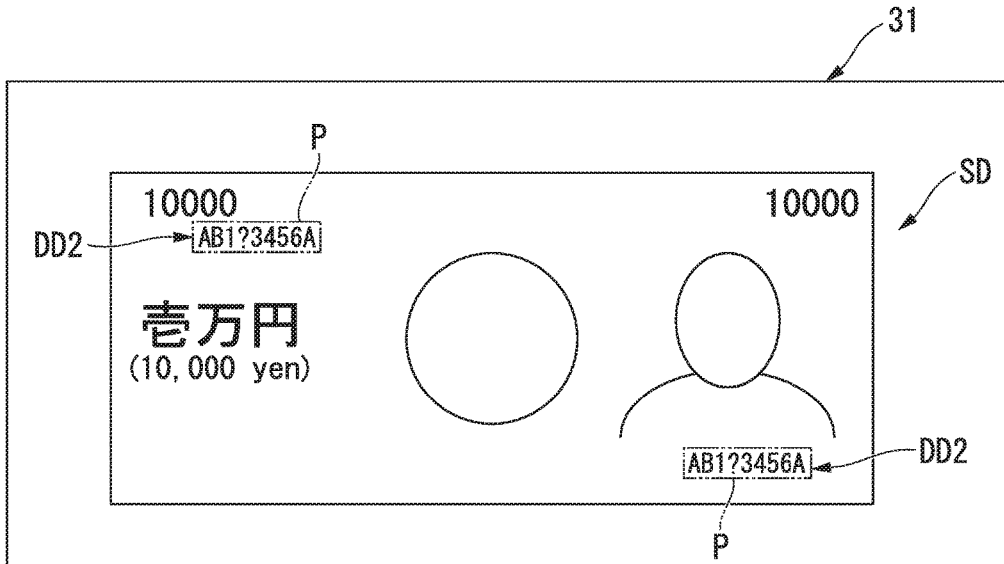 31
P
SD
10000
10000
DD2
AB1?3456A
壱万円
(10,000 yen)
AB1?3456A
DD2
P